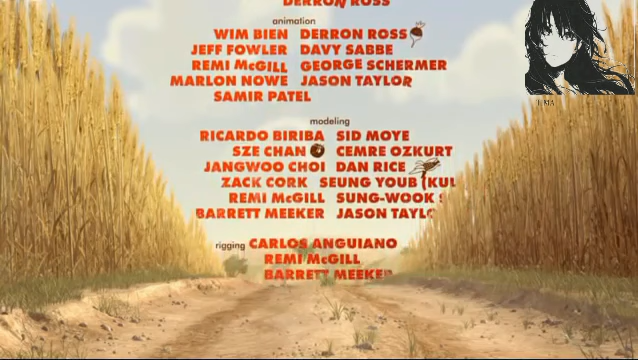 DERRON ROSS
animation
WIM BIEN DERRON ROSS
JEFF FOWLER DAVY SABBE
REMI McGILL GEORGE SCHERMER
MARLON NOWE JASON TAYLOR
SAMIR PATEL
modeling
RICARDO BIRIBA SID MOYE
SZE CHAN CEMRE OZKURT
JANGWOO CHOI DAN RICE
ZACK CORK SEUNG YOUB
REMI McGILL SUNG-WOOK
BARRETT MEEKER JASON
rigging CARLOS ANGUIANO
REMI McGILL
BARRETT MEEKER